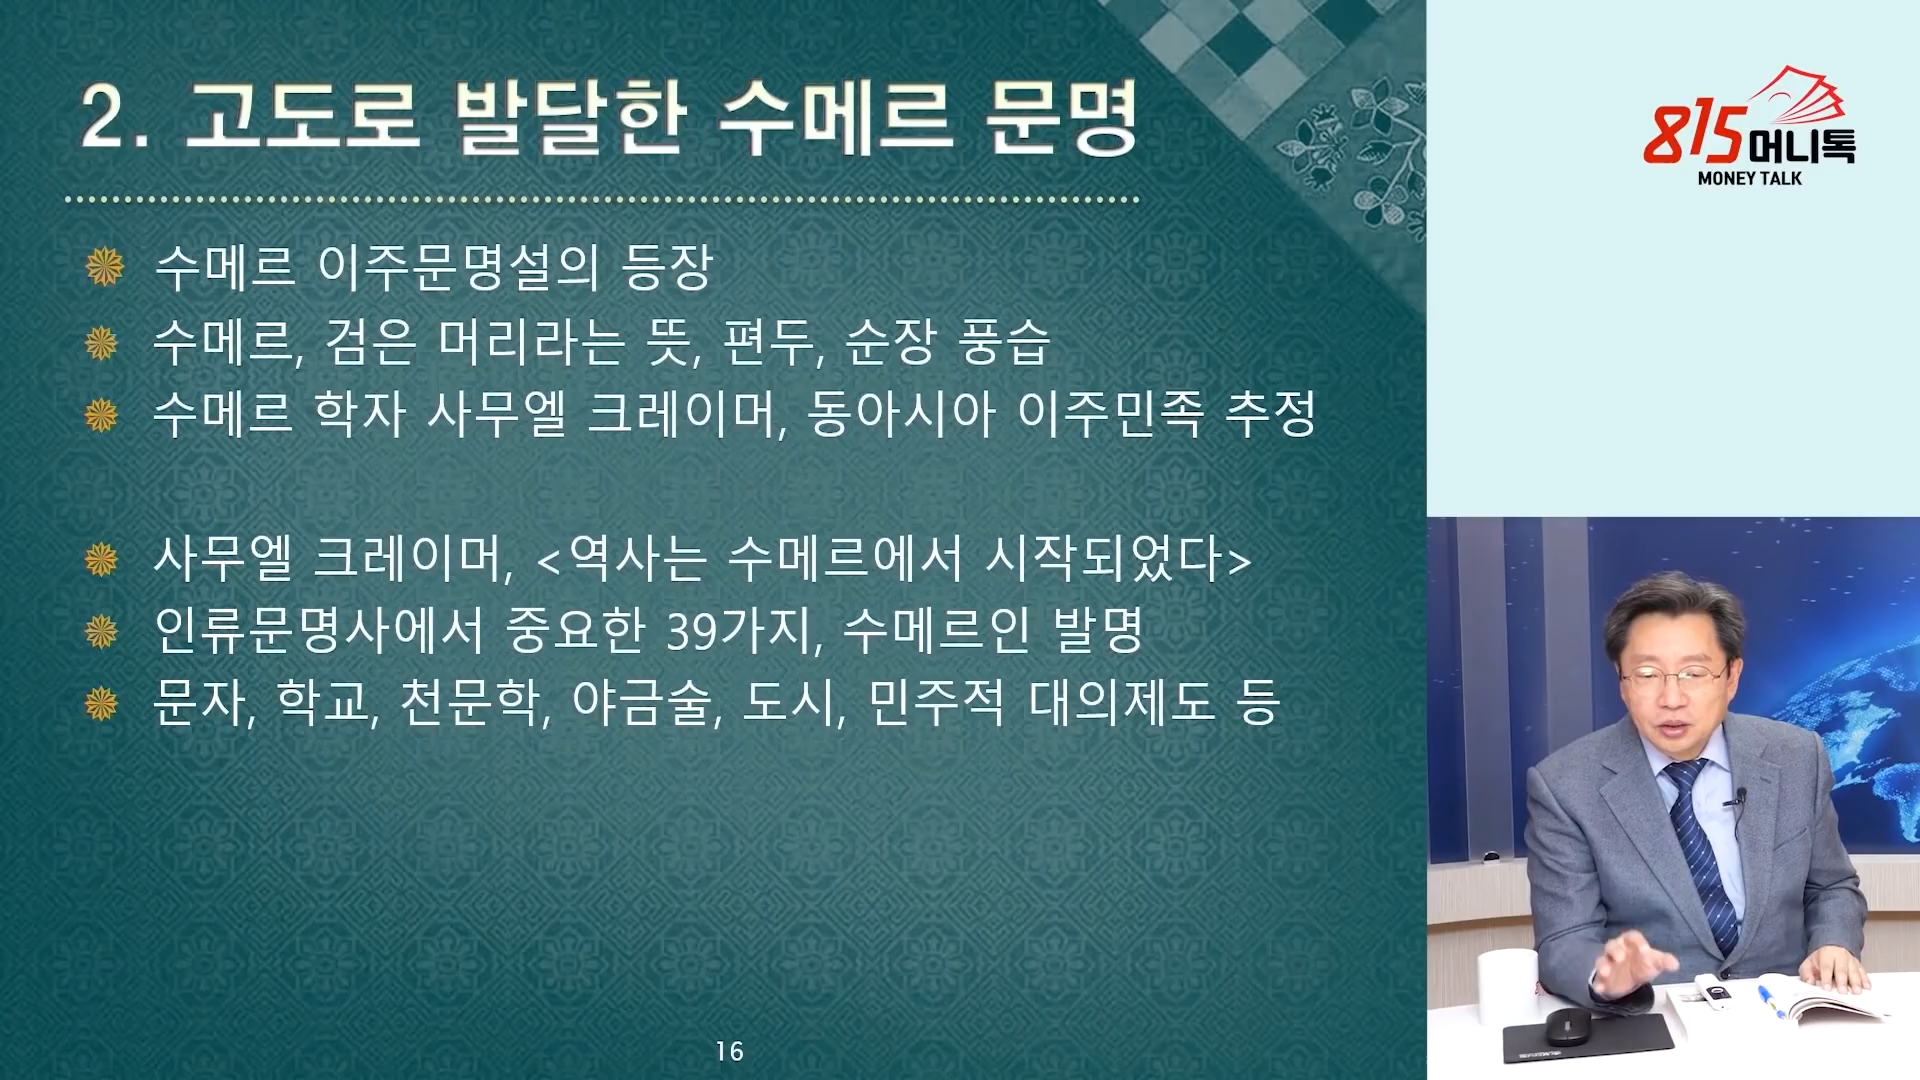 2. 고도로 발달한 수메르 문명
수메르 이주문명설의 등장
수메르, 검은 머리라는 뜻, 편두, 순장 풍습
수메르 학자 사무엘 크레이머, 동아시아 이주민족 추정
사무엘 크레이머, <역사는 수메르에서 시작되었다>
인류문명사에서 중요한 39가지, 수메르인 발명
문자, 학교, 천문학, 야금술, 도시, 민주적 대의제도 등
16
815머니톡
MONEY TALK